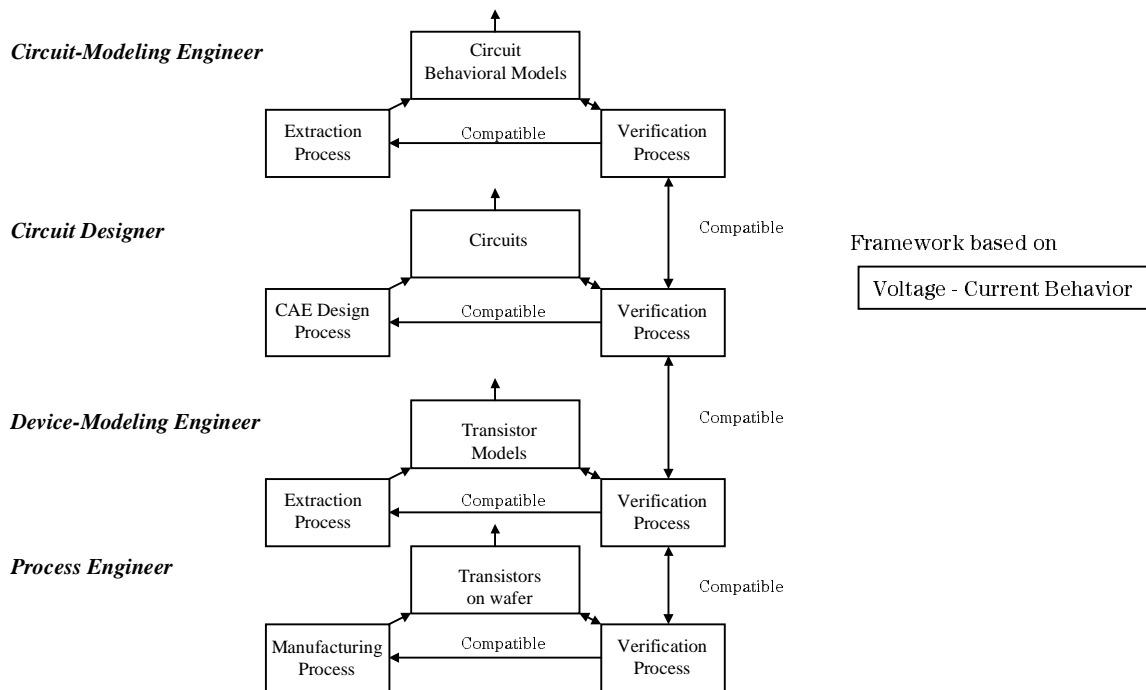 Circuit-Modeling Engineer
Circuit
Behavioral Models
Extraction
Process
Compatible
Verification
Process
Compatible
Circuit Designer
Circuits
CAE Design
Process
Compatible
Verification
Process
Framework based on
Voltage - Current Behavior
Compatible
Device-Modeling Engineer
Transistor
Models
Extraction
Process
Compatible
Verification
Process
Compatible
Process Engineer
Transistors
on wafer
Manufacturing
Process
Compatible
Verification
Process